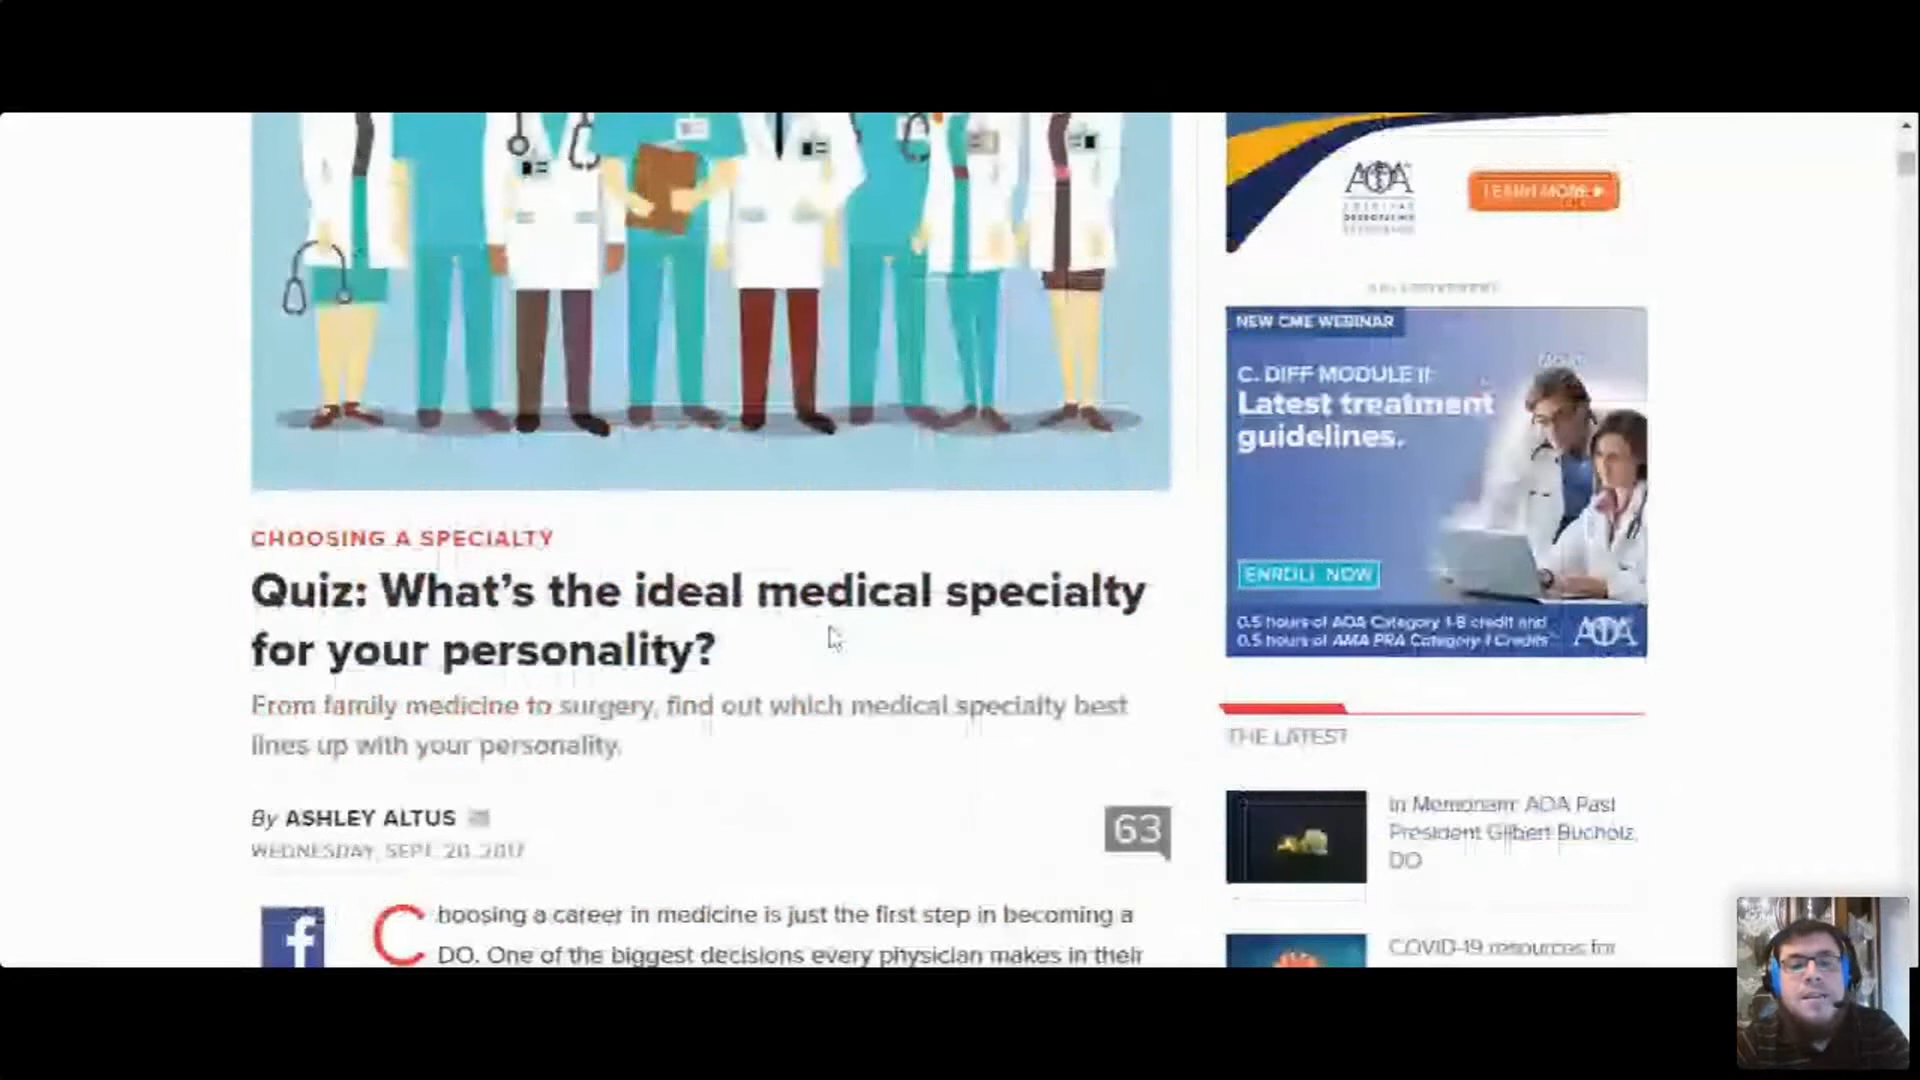 CHOOSING A SPECIALTY
Quiz: What's the ideal medical specialty
for your personality?
From family medicine to surgery, find out which medical specialty best
lines up with your personality.
By ASHLEY ALTUS
WEDNESDAY, SEPT. 20, 2017
63
f
Choosing a career in medicine is just the first step in becoming a
DO. One of the biggest decisions every physician makes in their
AOA
LEARN MORE
ADVERTISEMENT
NEW CME WEBINAR
C. DIFF MODULE II:
Latest treatment
guidelines.
ENROLL NOW
0.5 hours of AOA Category 1-B credit and
0.5 hours of AMA PRA Category 1 Credits
AOA
THE LATEST
In Memoriam: AOA Past
President Gilbert Bucholz,
DO
COVID-19 resources for